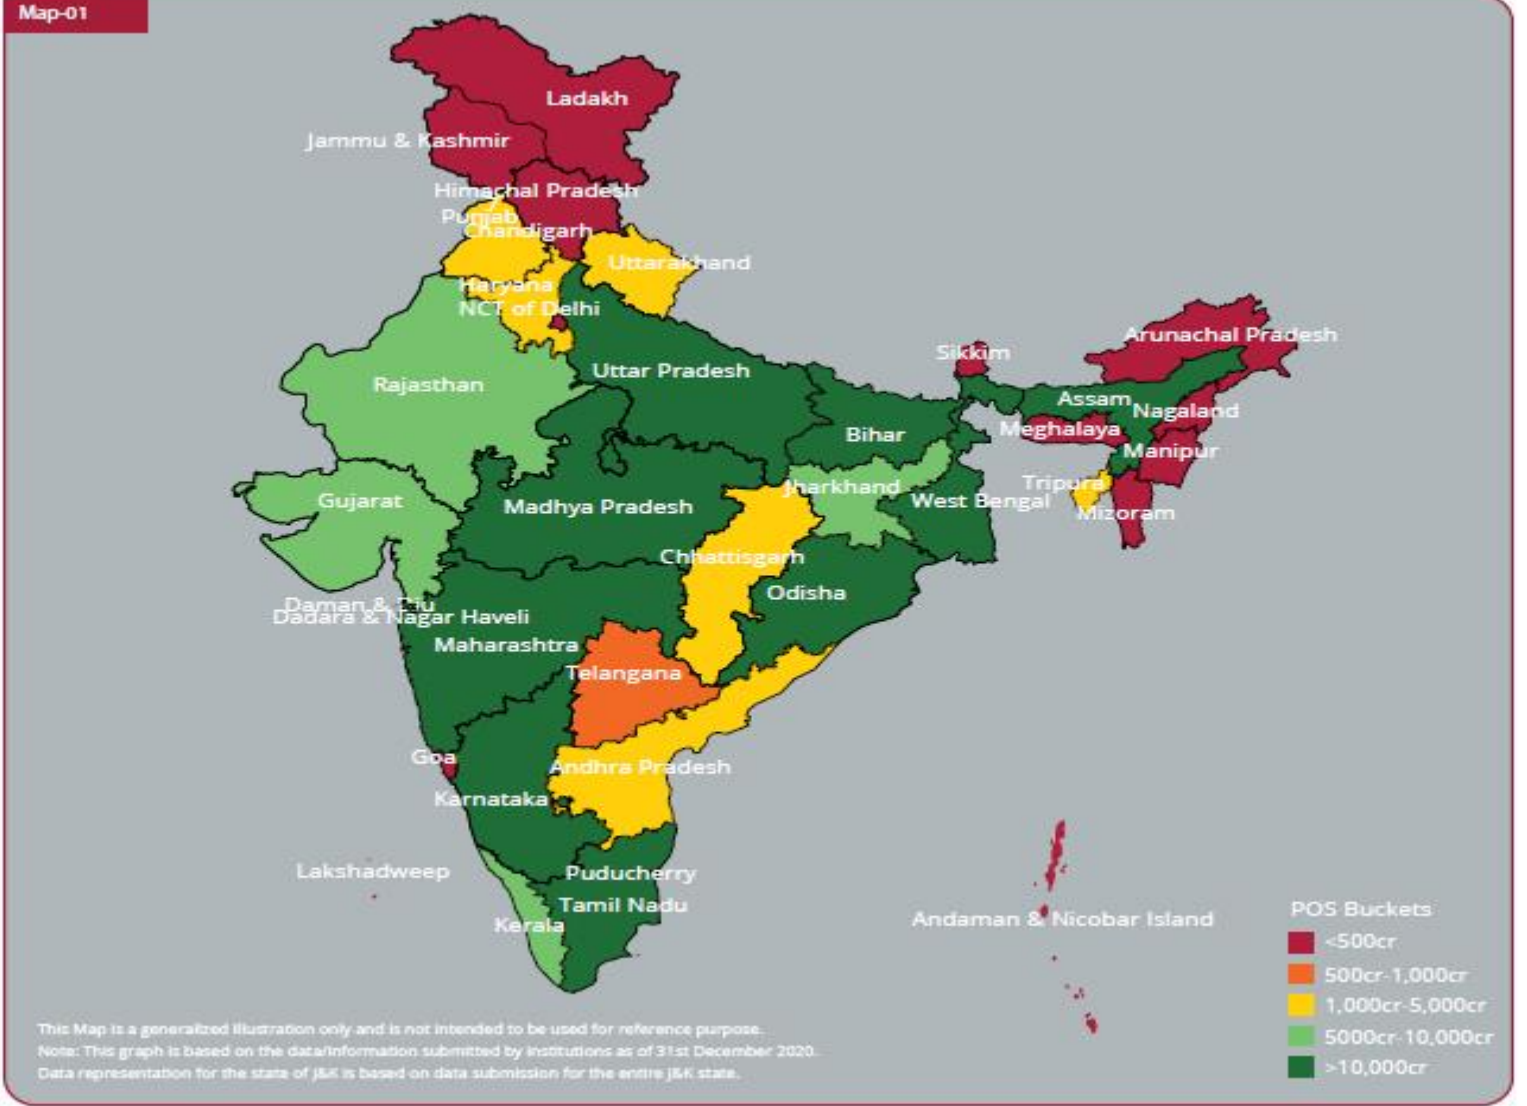 Map-01
Ladakh
Jammu & Kashmir
Himachal Pradesh
Punjab
Chandigarh
Uttarakhand
Haryana
NCT of Delhi
Arunachal Pradesh
Sikkim
Uttar Pradesh
Rajasthan
Assam
Nagaland
Meghalaya
Bihar
Manipur
Tripura
Jharkhand
Gujarat
West Bengal
Madhya Pradesh
Mizoram
Chhattisgarh
Odisha
Daman & Diu
Dadara & Nagar Haveli
Maharashtra
Telangana
Goa
Andhra Pradesh
Karnataka
Lakshadweep
Puducherry
Tamil Nadu
Kerala
Andaman & Nicobar Island
POS Buckets
<500cr
500cr-1,000cr
1,000cr-5,000cr
5000cr-10,000cr
>10,000cr
This Map is a generalized illustration only and is not intended to be used for reference purpose.
Note: This graph is based on the data/information submitted by institutions as of 31st December 2020.
Data representation for the state of J&K is based on data submission for the entire J&K state.